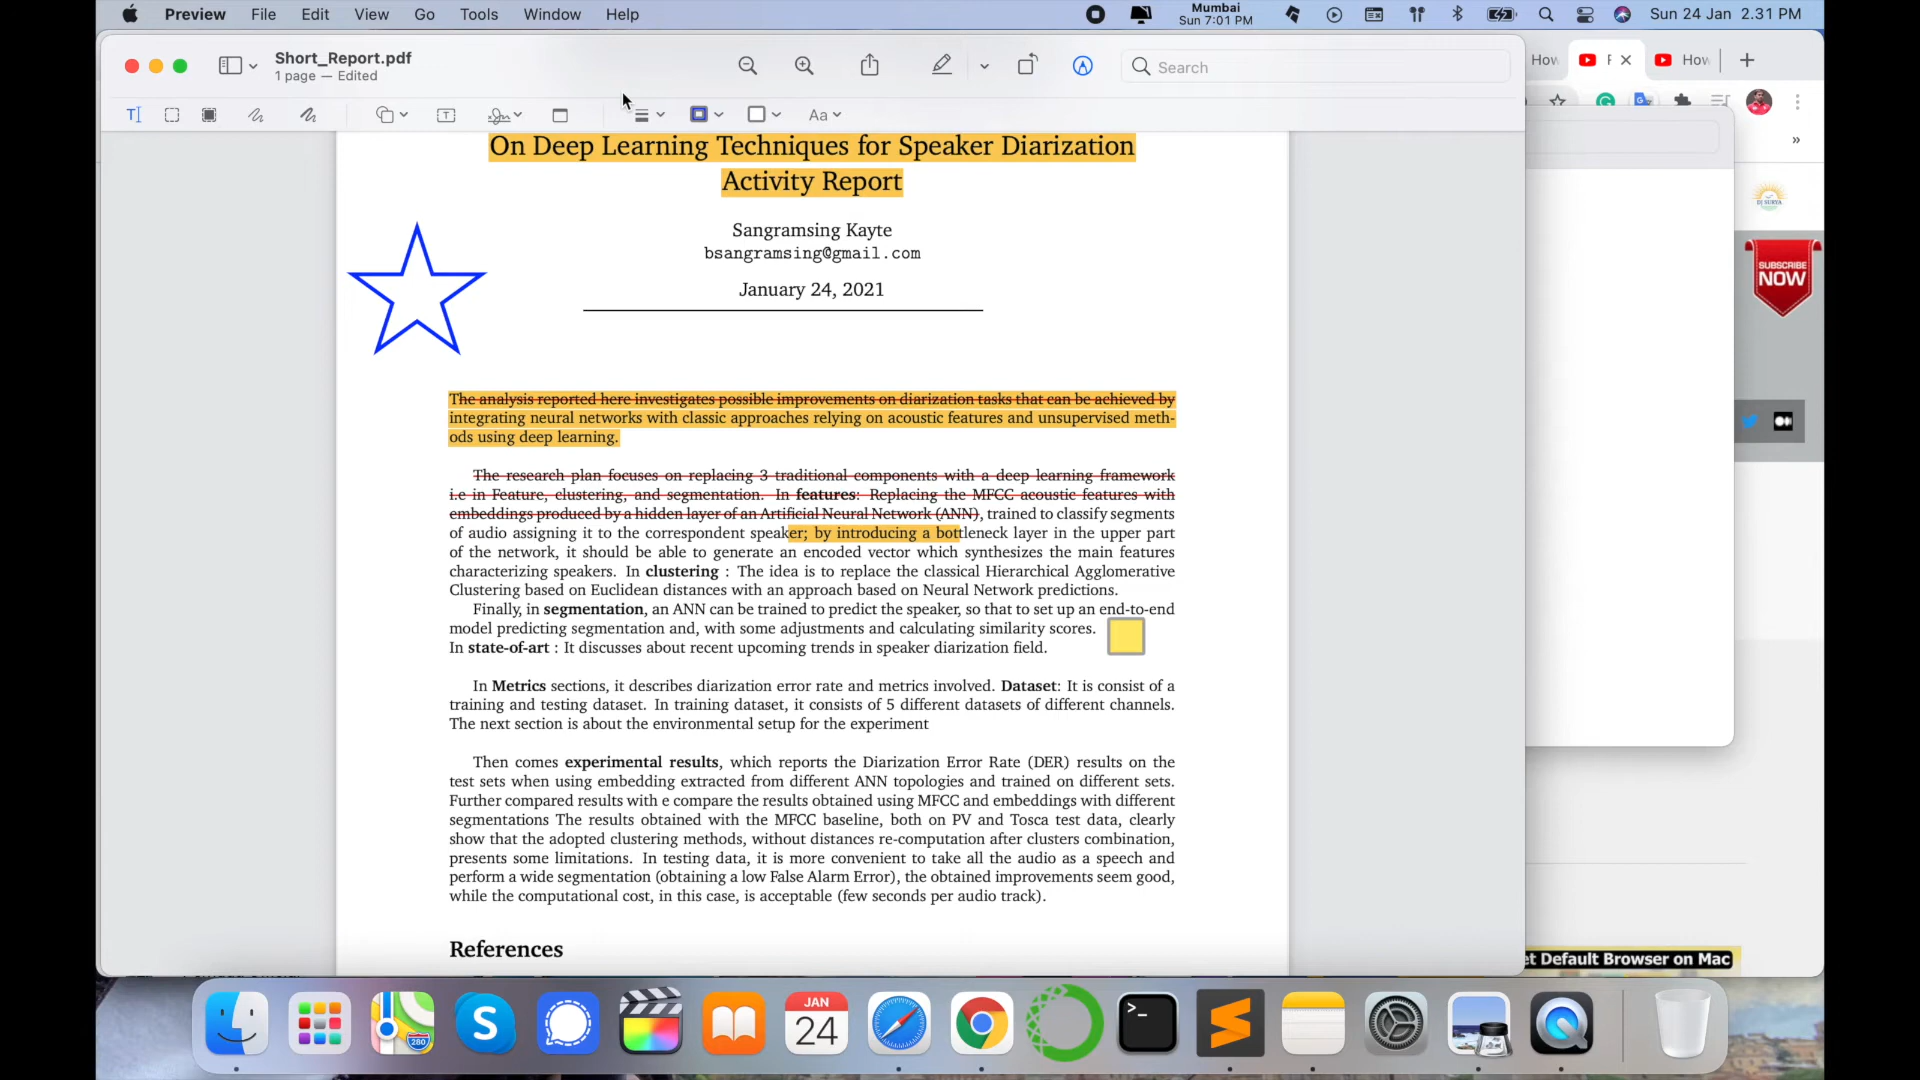 Preview File Edit View Go Tools Window Help
Mumbai
Sun 7:01 PM
Sun 24 Jan 2.31 PM
Short_Report.pdf
1 page — Edited
Search
How
How
Aa
On Deep Learning Techniques for Speaker Diarization
Activity Report
Sangramsing Kayte
bsangramsing@gmail.com
January 24, 2021
DJ SURYA
SUBSCRIBE
NOW
The analysis reported here investigates possible improvements on diarization tasks that can be achieved by
integrating neural networks with classic approaches relying on acoustic features and unsupervised meth-
ods using deep learning.
The research plan focuses on replacing 3 traditional components with a deep learning framework
i.e in Feature, clustering, and segmentation. In features: Replacing the MFCC acoustic features with
embeddings produced by a hidden layer of an Artificial Neural Network (ANN), trained to classify segments
of audio assigning it to the correspondent speaker; by introducing a bottleneck layer in the upper part
of the network, it should be able to generate an encoded vector which synthesizes the main features
characterizing speakers. In clustering : The idea is to replace the classical Hierarchical Agglomerative
Clustering based on Euclidean distances with an approach based on Neural Network predictions.
Finally, in segmentation, an ANN can be trained to predict the speaker, so that to set up an end-to-end
model predicting segmentation and, with some adjustments and calculating similarity scores.
In state-of-art : It discusses about recent upcoming trends in speaker diarization field.
In Metrics sections, it describes diarization error rate and metrics involved. Dataset: It is consist of a
training and testing dataset. In training dataset, it consists of 5 different datasets of different channels.
The next section is about the environmental setup for the experiment
Then comes experimental results, which reports the Diarization Error Rate (DER) results on the
test sets when using embedding extracted from different ANN topologies and trained on different sets.
Further compared results with e compare the results obtained using MFCC and embeddings with different
segmentations The results obtained with the MFCC baseline, both on PV and Tosca test data, clearly
show that the adopted clustering methods, without distances re-computation after clusters combination,
presents some limitations. In testing data, it is more convenient to take all the audio as a speech and
perform a wide segmentation (obtaining a low False Alarm Error), the obtained improvements seem good,
while the computational cost, in this case, is acceptable (few seconds per audio track).
References
et Default Browser on Mac
280
S
JAN
24